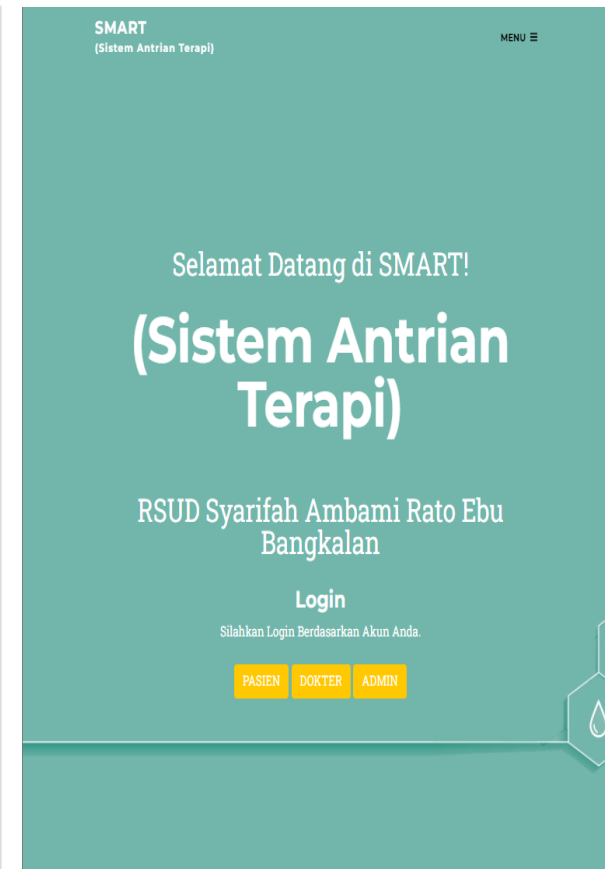 SMART
(Sistem Antrian Terapi)
MENU ☰
Selamat Datang di SMART!
(Sistem Antrian
Terapi)
RSUD Syarifah Ambami Rato Ebu
Bangkalan
Login
Silahkan Login Berdasarkan Akun Anda.
PASIEN DOKTER ADMIN